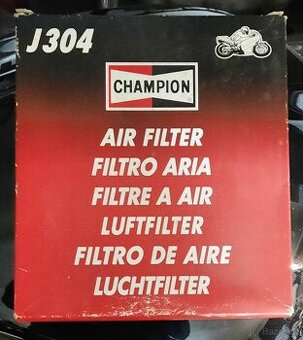 J304
CHAMPION
AIR FILTER
FILTRO ARIA
FILTRE A AIR
LUFTFILTER
FILTRO DE AIRE
LUCHTFILTER